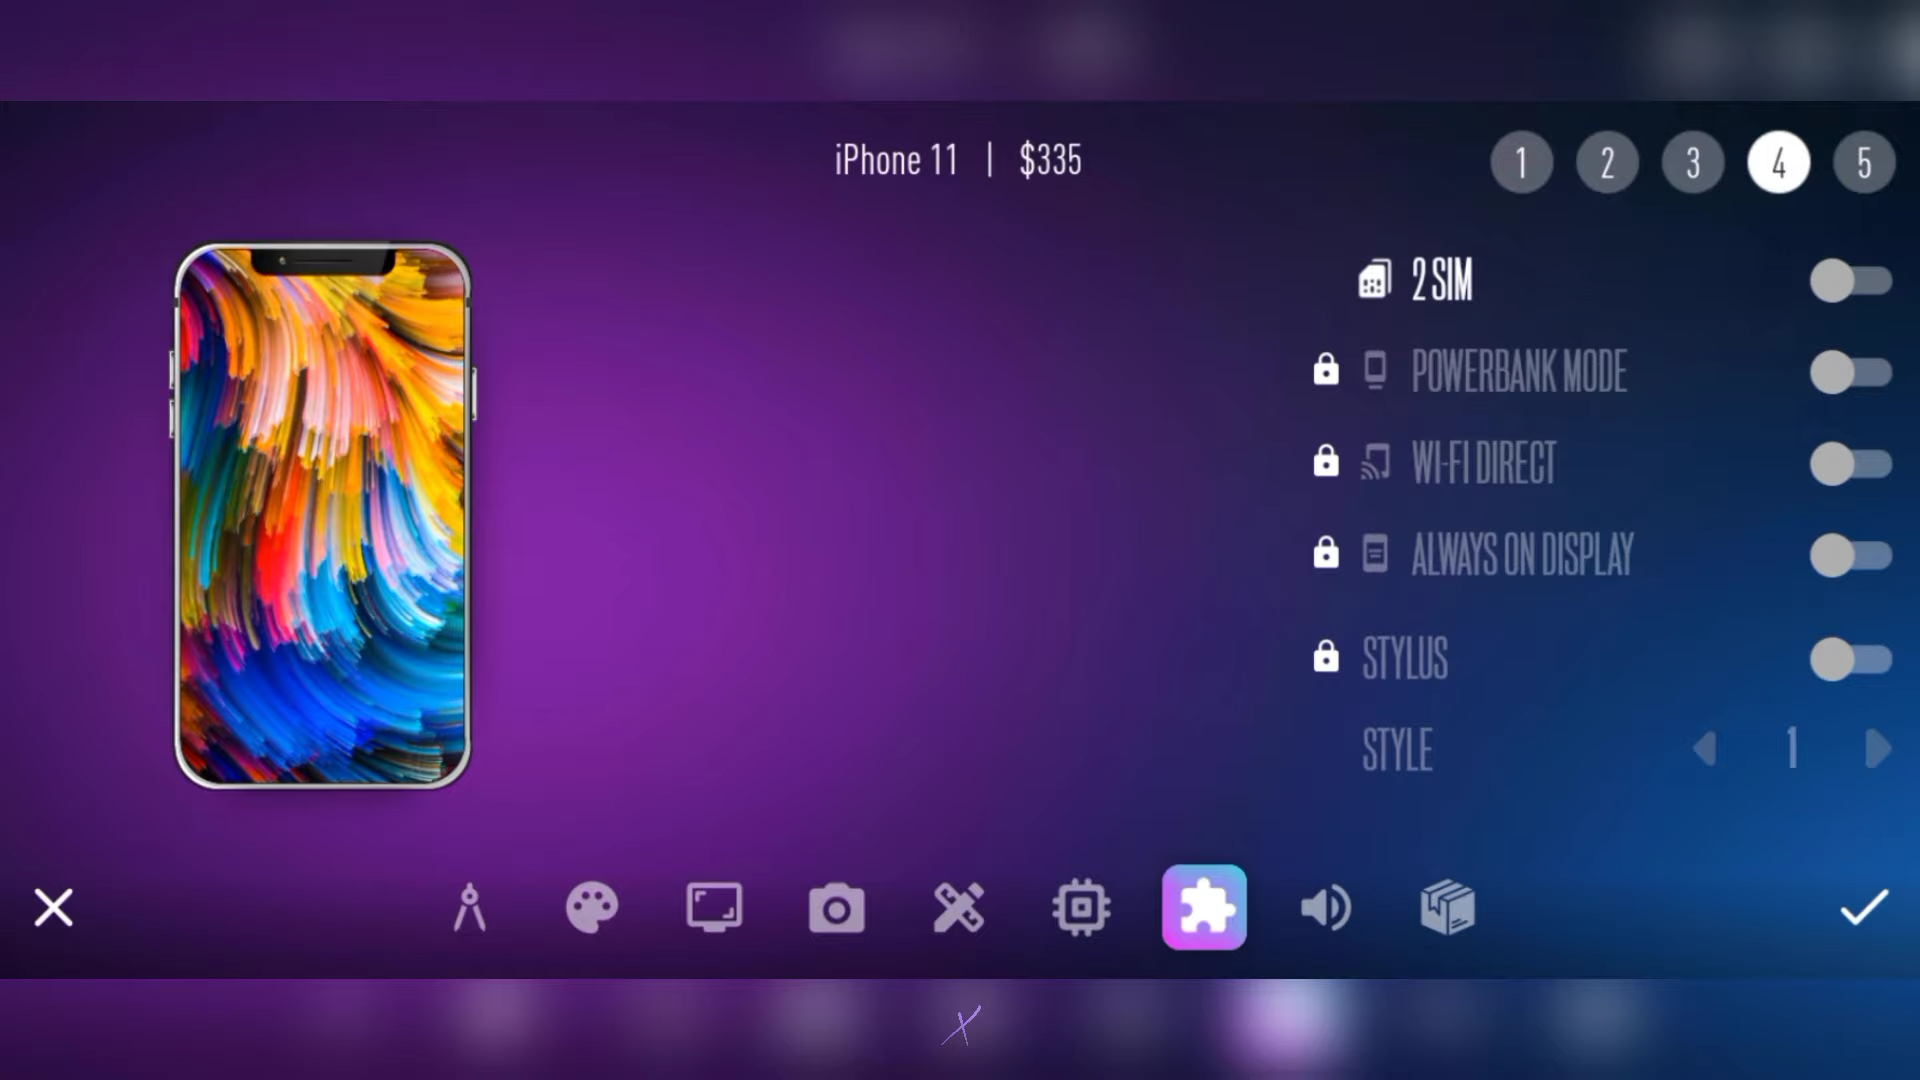 iPhone 11 | $335
1 2 3 4 5
2 SIM
POWERBANK MODE
WI-FI DIRECT
ALWAYS ON DISPLAY
STYLUS
STYLE 1